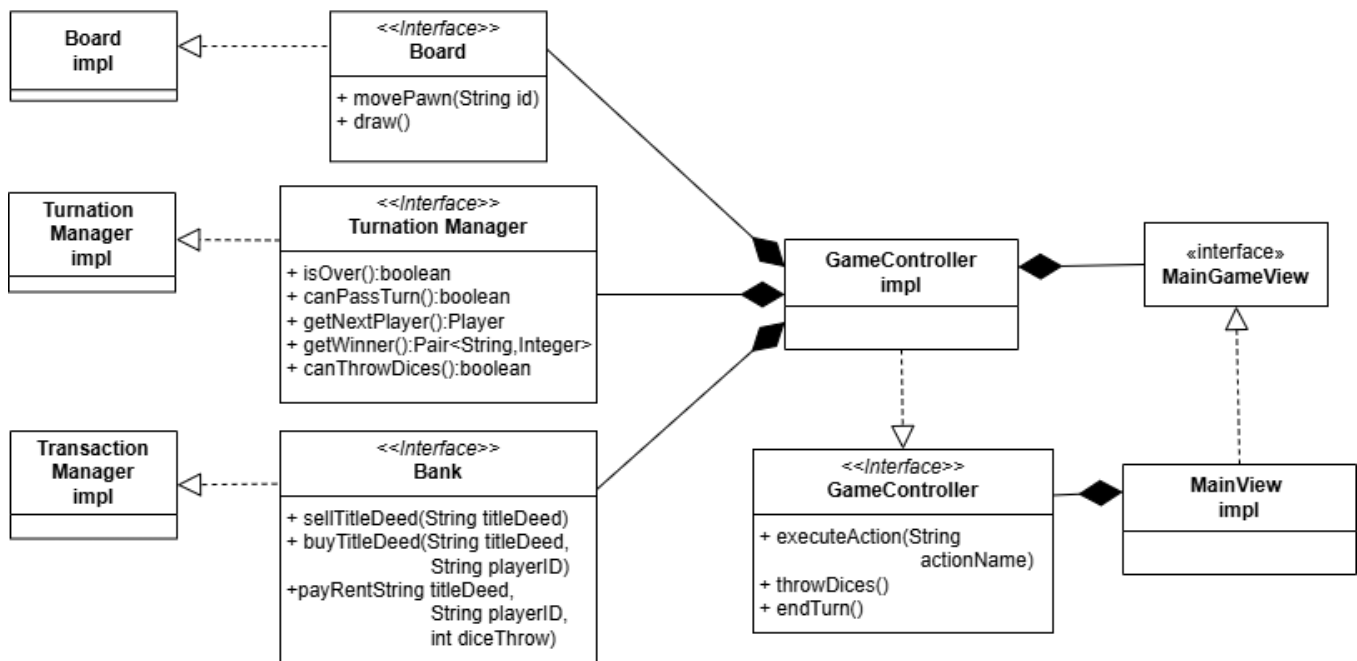 Board
impl
<<Interface>>
Board
+ movePawn(String id)
+ draw()
Turnation
Manager
impl
<<Interface>>
Turnation Manager
+ isOver():boolean
+ canPassTurn():boolean
+ getNextPlayer():Player
+ getWinner():Pair<String,Integer>
+ canThrowDices():boolean
Transaction
Manager
impl
<<Interface>>
Bank
+ sellTitleDeed(String titleDeed)
+ buyTitleDeed(String titleDeed,
String playerID)
+payRentString titleDeed,
String playerID,
int diceThrow)
GameController
impl
«interface»
MainGameView
<<Interface>>
GameController
+ executeAction(String
actionName)
+ throwDices()
+ endTurn()
MainView
impl